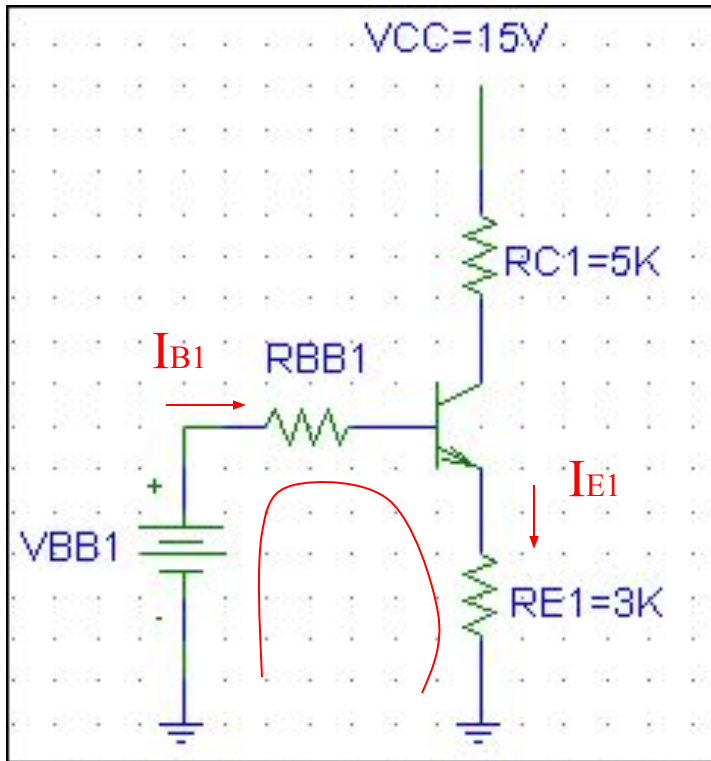 VCC=15V
RC1=5K
IB1
RBB1
IE1
+
VBB1
-
RE1=3K